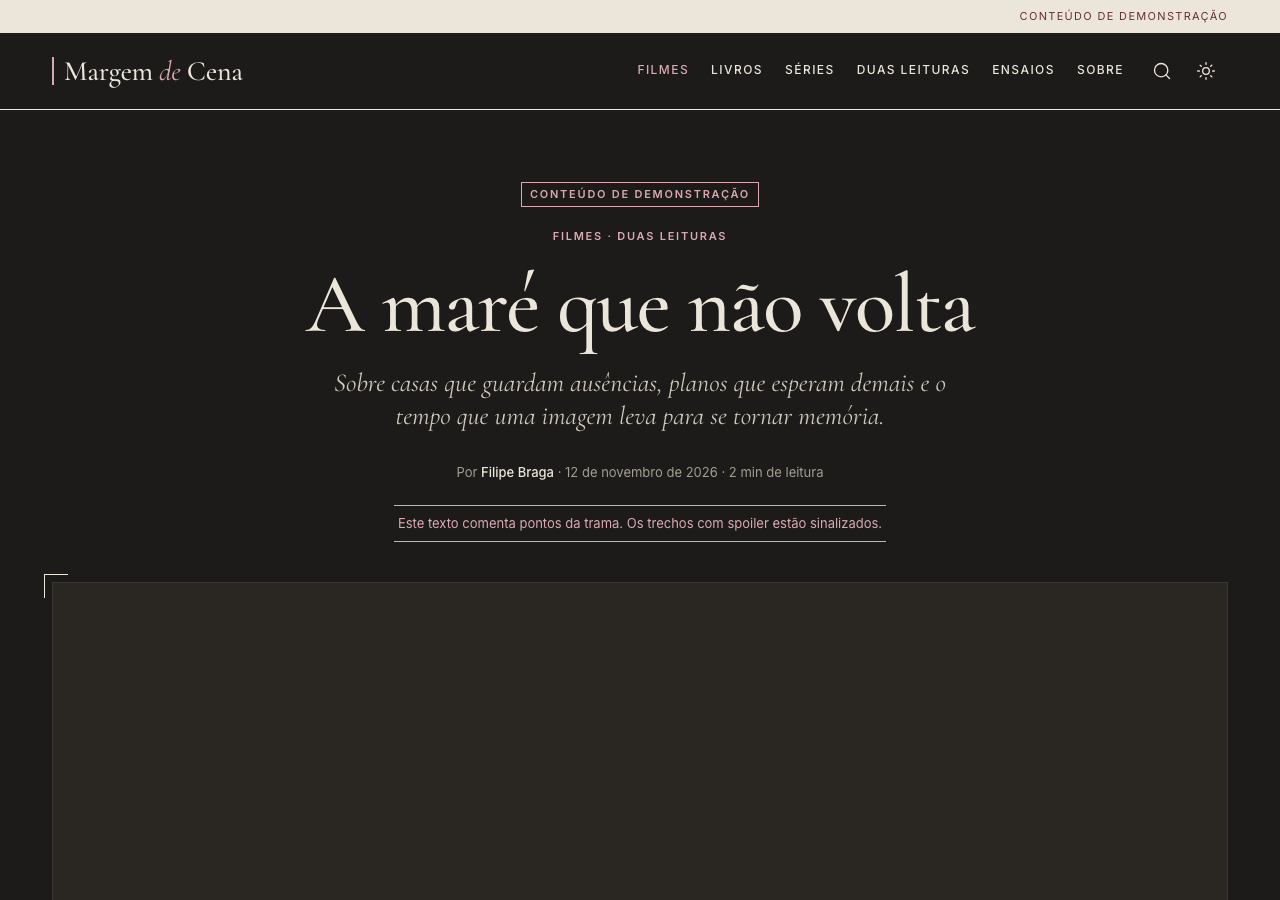 CONTEÚDO DE DEMONSTRAÇÃO
Margem de Cena
FILMES LIVROS SÉRIES DUAS LEITURAS ENSAIOS SOBRE
CONTEÚDO DE DEMONSTRAÇÃO
FILMES · DUAS LEITURAS
A maré que não volta
Sobre casas que guardam ausências, planos que esperam demais e o
tempo que uma imagem leva para se tornar memória.
Por Filipe Braga · 12 de novembro de 2026 · 2 min de leitura
Este texto comenta pontos da trama. Os trechos com spoiler estão sinalizados.